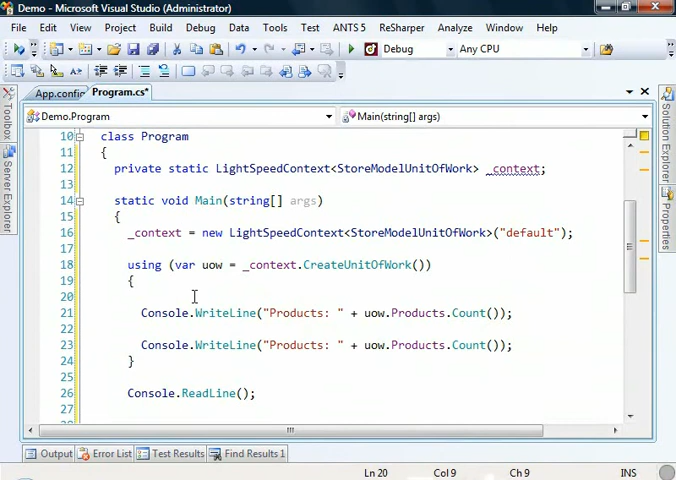 Demo - Microsoft Visual Studio (Administrator)
File Edit View Project Build Debug Data Tools Test ANTS 5 ReSharper Analyze Window Help
Debug Any CPU
App.config Program.cs*
Demo.Program Main(string[] args)
10 class Program
11 {
12 private static LightSpeedContext<StoreModelUnitOfWork> _context;
13
14 static void Main(string[] args)
15 {
16 _context = new LightSpeedContext<StoreModelUnitOfWork>("default");
17
18 using (var uow = _context.CreateUnitOfWork())
19 {
20
21 Console.WriteLine("Products: " + uow.Products.Count());
22
23 Console.WriteLine("Products: " + uow.Products.Count());
24 }
25
26 Console.ReadLine();
27
28
Toolbox
Server Explorer
Solution Explorer
Properties
Output Error List Test Results Find Results 1
Ln 20 Col 9 Ch 9 INS